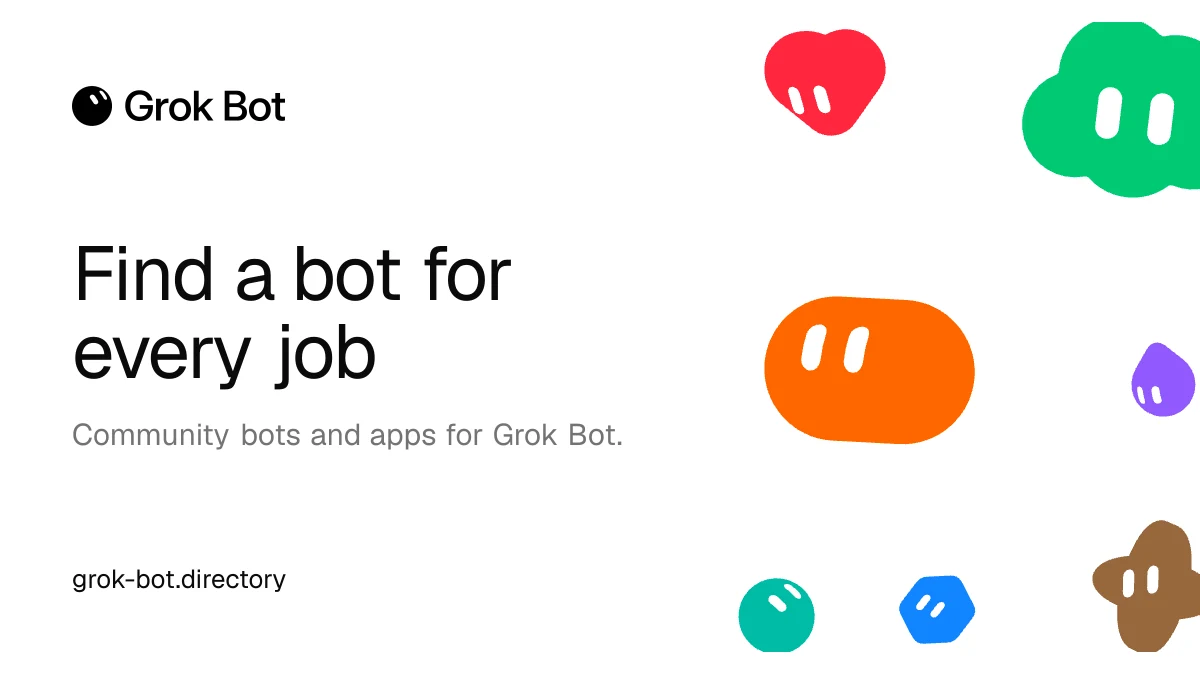 Grok Bot
Find a bot for
every job
Community bots and apps for Grok Bot.
grok-bot.directory